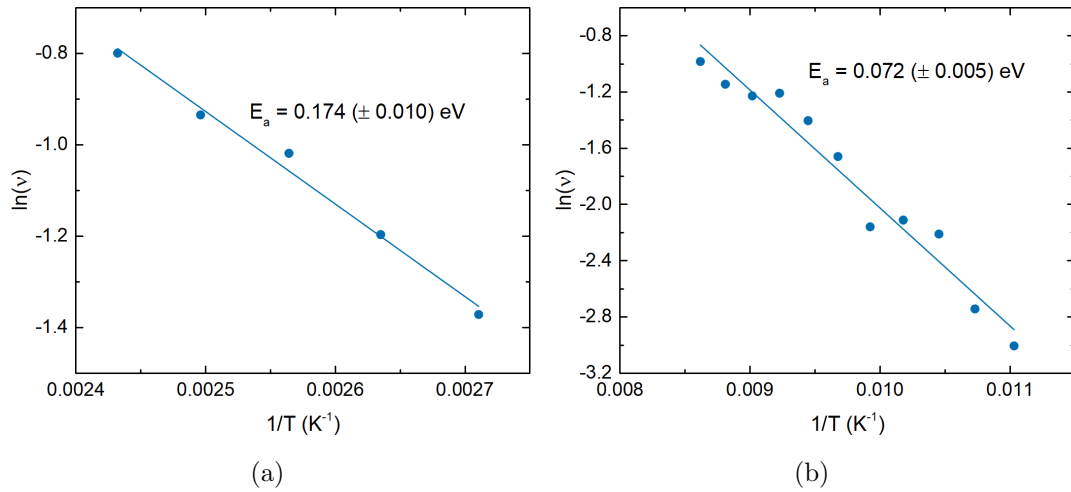 -0.8
-1.0
-1.2
-1.4
ln(ν)
E_a = 0.174 (± 0.010) eV
0.0024 0.0025 0.0026 0.0027
1/T (K⁻¹)
(a)
-0.6
-1.2
-1.6
-2.0
-2.4
-2.8
-3.2
ln(ν)
E_a = 0.072 (± 0.005) eV
0.008 0.009 0.010 0.011
1/T (K⁻¹)
(b)